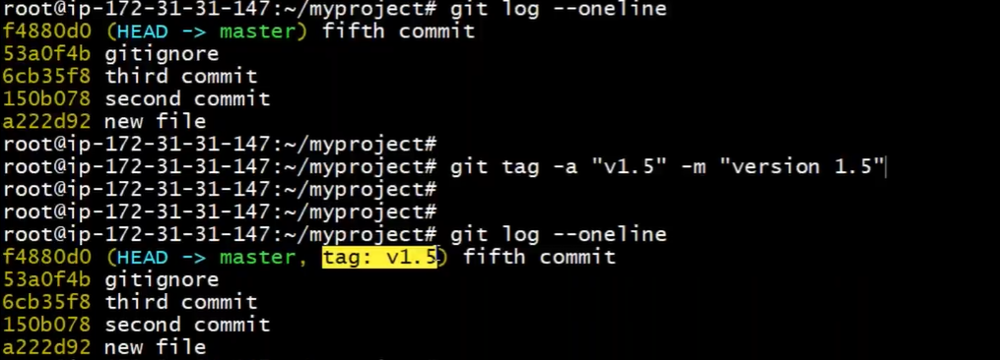 root@ip-172-31-31-147:~/myproject# git log --oneline
f4880d0 (HEAD -> master) fifth commit
53a0f4b gitignore
6cb35f8 third commit
150b078 second commit
a222d92 new file
root@ip-172-31-31-147:~/myproject#
root@ip-172-31-31-147:~/myproject# git tag -a "v1.5" -m "version 1.5"
root@ip-172-31-31-147:~/myproject#
root@ip-172-31-31-147:~/myproject#
root@ip-172-31-31-147:~/myproject# git log --oneline
f4880d0 (HEAD -> master, tag: v1.5) fifth commit
53a0f4b gitignore
6cb35f8 third commit
150b078 second commit
a222d92 new file